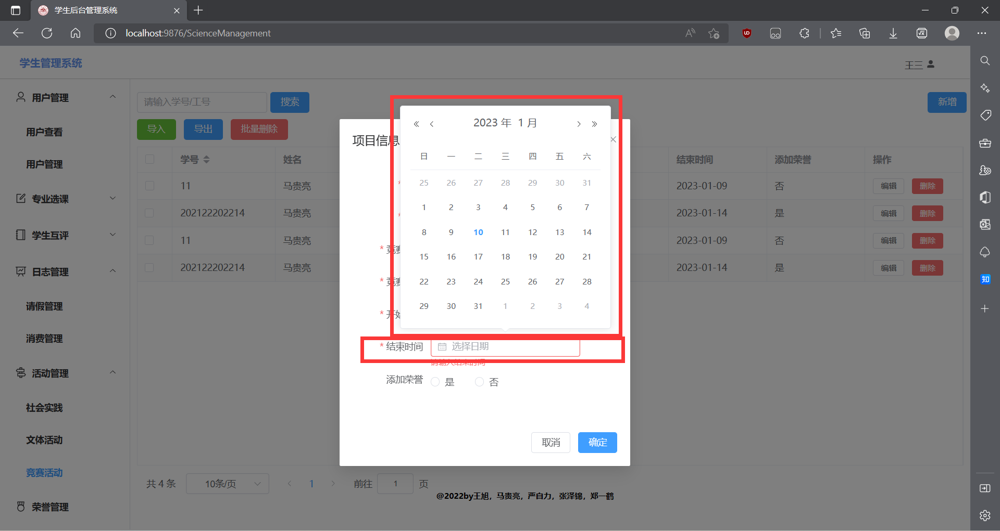 学生后台管理系统
localhost:9876/ScienceManagement
学生管理系统
王三
用户管理
用户查看
用户管理
专业选课
学生互评
日志管理
请假管理
消费管理
活动管理
社会实践
文体活动
竞赛活动
荣誉管理
请输入学号/工号
搜索
新增
导入
导出
批量删除
学号 姓名 结束时间 添加荣誉 操作
11 马贵亮 2023-01-09 否 编辑 删除
202122202214 马贵亮 2023-01-14 是 编辑 删除
11 马贵亮 2023-01-09 否 编辑 删除
202122202214 马贵亮 2023-01-14 是 编辑 删除
项目信息
2023 年 1 月
日 一 二 三 四 五 六
25 26 27 28 29 30 31
1 2 3 4 5 6 7
8 9 10 11 12 13 14
15 16 17 18 19 20 21
22 23 24 25 26 27 28
29 30 31 1 2 3 4
* 竞赛
* 竞赛
* 开始
* 结束时间 选择日期
请输入结束时间
添加荣誉 是 否
取消 确定
共 4 条 10条/页 1 前往 1 页
@2022by王旭，马贵亮，严自力，张泽锦，郑一鹤
知